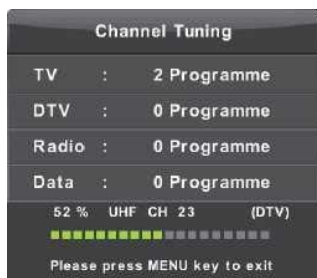 Channel Tuning
TV : 2 Programme
DTV : 0 Programme
Radio : 0 Programme
Data : 0 Programme
52 % UHF CH 23 (DTV)
Please press MENU key to exit